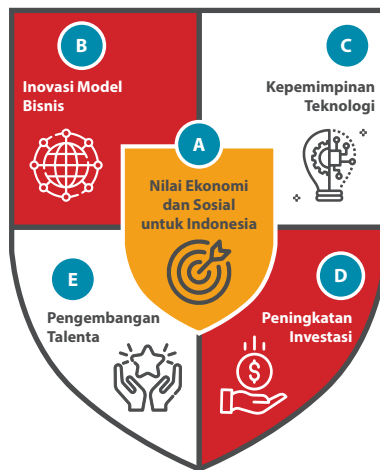 B
Inovasi Model
Bisnis
C
Kepemimpinan
Teknologi
A
Nilai Ekonomi
dan Sosial
untuk Indonesia
E
Pengembangan
Talenta
D
Peningkatan
Investasi
$